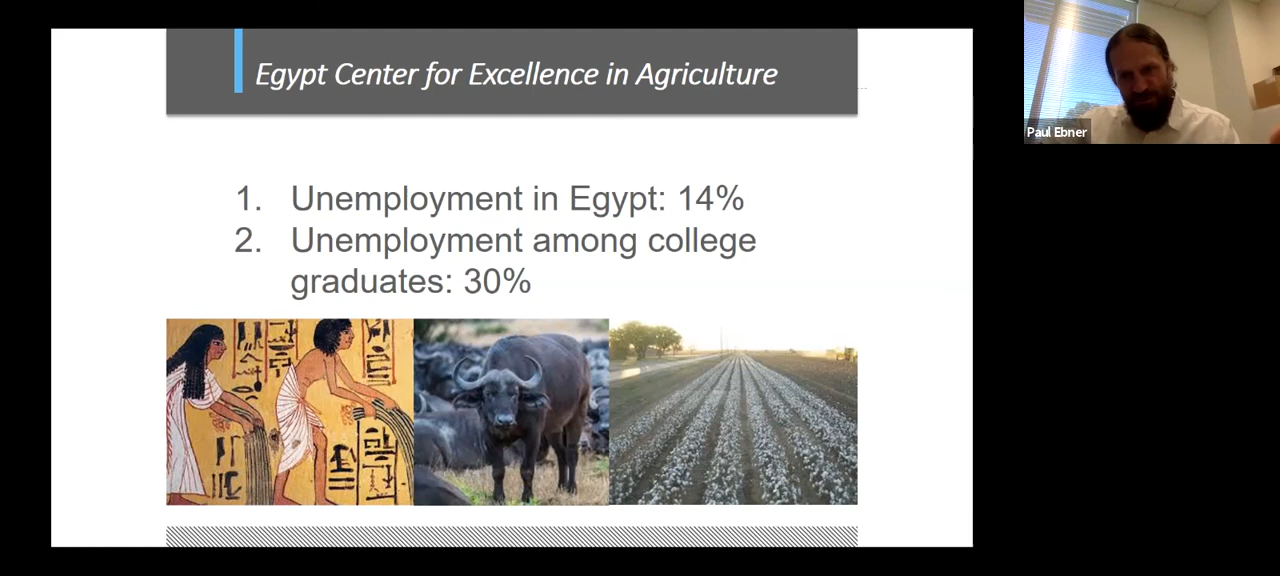 Egypt Center for Excellence in Agriculture
1. Unemployment in Egypt: 14%
2. Unemployment among college
graduates: 30%
Paul Ebner